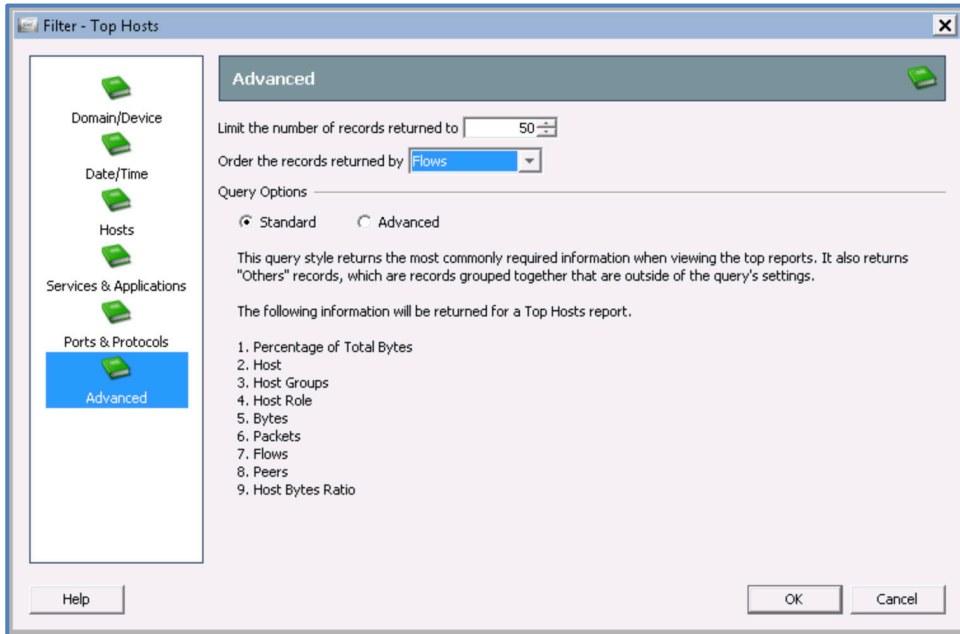 Filter - Top Hosts
Domain/Device
Date/Time
Hosts
Services & Applications
Ports & Protocols
Advanced
Advanced
Limit the number of records returned to 50
Order the records returned by Flows
Query Options
Standard Advanced
This query style returns the most commonly required information when viewing the top reports. It also returns
"Others" records, which are records grouped together that are outside of the query's settings.
The following information will be returned for a Top Hosts report.
1. Percentage of Total Bytes
2. Host
3. Host Groups
4. Host Role
5. Bytes
6. Packets
7. Flows
8. Peers
9. Host Bytes Ratio
Help OK Cancel